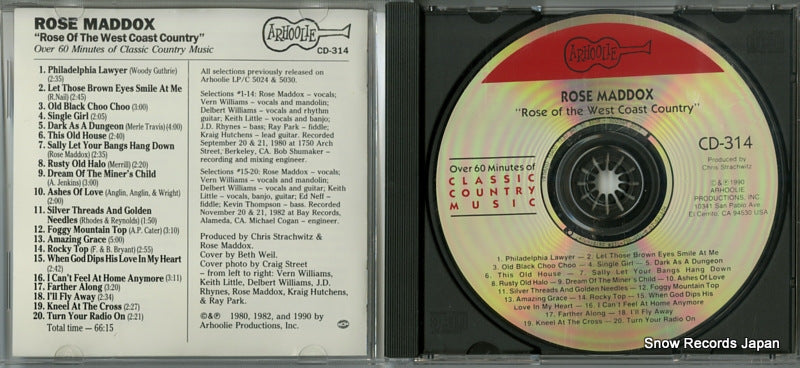 ROSE MADDOX
"Rose Of The West Coast Country"
Over 60 Minutes of Classic Country Music
ARHOOLIE
CD-314
1. Philadelphia Lawyer (Woody Guthrie)
(2:35)
2. Let Those Brown Eyes Smile At Me
(R.Nail) (2:45)
3. Old Black Choo Choo (3:00)
4. Single Girl (2:05)
5. Dark As A Dungeon (Merle Travis) (4:00)
6. This Old House (2:40)
7. Sally Let Your Bangs Hang Down
(Rose Maddox) (2:35)
8. Rusty Old Halo (Merrill) (2:20)
9. Dream Of The Miner's Child
(A. Jenkins) (3:00)
10. Ashes Of Love (Anglin, Anglin, & Wright)
(2:00)
11. Silver Threads And Golden
Needles (Rhodes & Reynolds) (1:50)
12. Foggy Mountain Top (A.P. Cater) (3:10)
13. Amazing Grace (5:00)
14. Rocky Top (F. & B. Bryant) (2:55)
15. When God Dips His Love In My Heart
(2:42)
16. I Can't Feel At Home Anymore (3:11)
17. Farther Along (3:20)
18. I'll Fly Away (2:34)
19. Kneel At The Cross (2:27)
20. Turn Your Radio On (2:21)
Total time — 66:15
All selections previously released on
Arhoolie LP/C 5024 & 5030.
Selections #1-14: Rose Maddox – vocals;
Vern Williams – vocals and mandolin;
Delbert Williams – vocals and rhythm
guitar; Keith Little – vocals and banjo;
J.D. Rhynes – bass; Ray Park – fiddle;
Kraig Hutchens – lead guitar. Recorded
September 20 & 21, 1980 at 1750 Arch
Street, Berkeley, CA. Bob Shumaker –
recording and mixing engineer.
Selections #15-20: Rose Maddox – vocals;
Vern Williams – vocals and mandolin;
Delbert Williams – vocals and guitar; Keith
Little – vocals, banjo, guitar; Ed Neff –
fiddle; Kevin Thompson – bass. Recorded
November 20 & 21, 1982 at Bay Records,
Alameda, CA. Michael Cogan – engineer.
Produced by Chris Strachwitz &
Rose Maddox.
Cover by Beth Weil.
Cover photo by Craig Street
– from left to right: Vern Williams,
Keith Little, Delbert Williams, J.D.
Rhynes, Rose Maddox, Kraig Hutchens,
& Ray Park.
©&℗ 1980, 1982, and 1990 by
Arhoolie Productions, Inc.
ARHOOLIE
ROSE MADDOX
"Rose of the West Coast Country"
CD-314
Produced by
Chris Strachwitz
©&℗ 1990
ARHOOLIE
PRODUCTIONS, INC
10341 San Pablo Ave.
El Cerrito, CA 94530 USA
Over 60 Minutes of
CLASSIC
COUNTRY
MUSIC
1. Philadelphia Lawyer — 2. Let Those Brown Eyes Smile At Me
3. Old Black Choo Choo — 4. Single Girl — 5. Dark As A Dungeon
6. This Old House — 7. Sally Let Your Bangs Hang Down
8. Rusty Old Halo — 9. Dream Of The Miner's Child — 10. Ashes Of Love
11. Silver Threads And Golden Needles — 12. Foggy Mountain Top
13. Amazing Grace — 14. Rocky Top — 15. When God Dips His
Love In My Heart — 16. I Can't Feel At Home Anymore
17. Farther Along — 18. I'll Fly Away
19. Kneel At The Cross — 20. Turn Your Radio On
Snow Records Japan